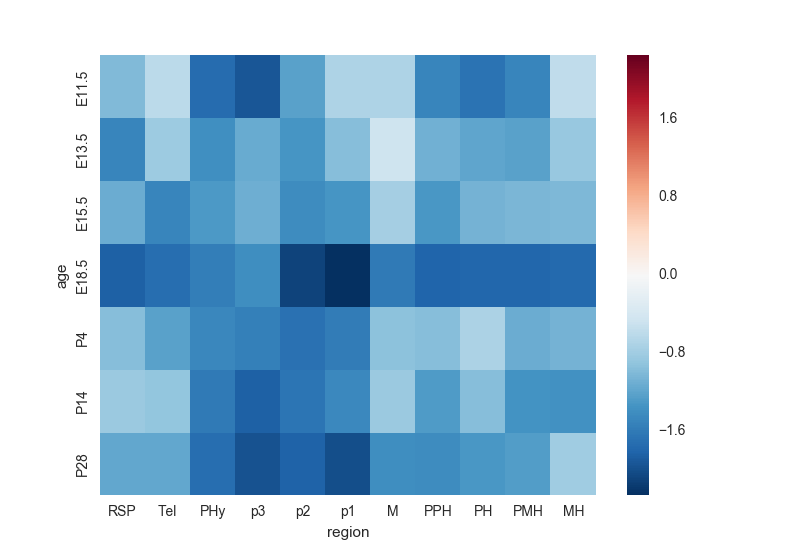 E11.5
E13.5
E15.5
E18.5
P4
P14
P28
age
RSP Tel PHy p3 p2 p1 M PPH PH PMH MH
region
1.6
0.8
0.0
−0.8
−1.6